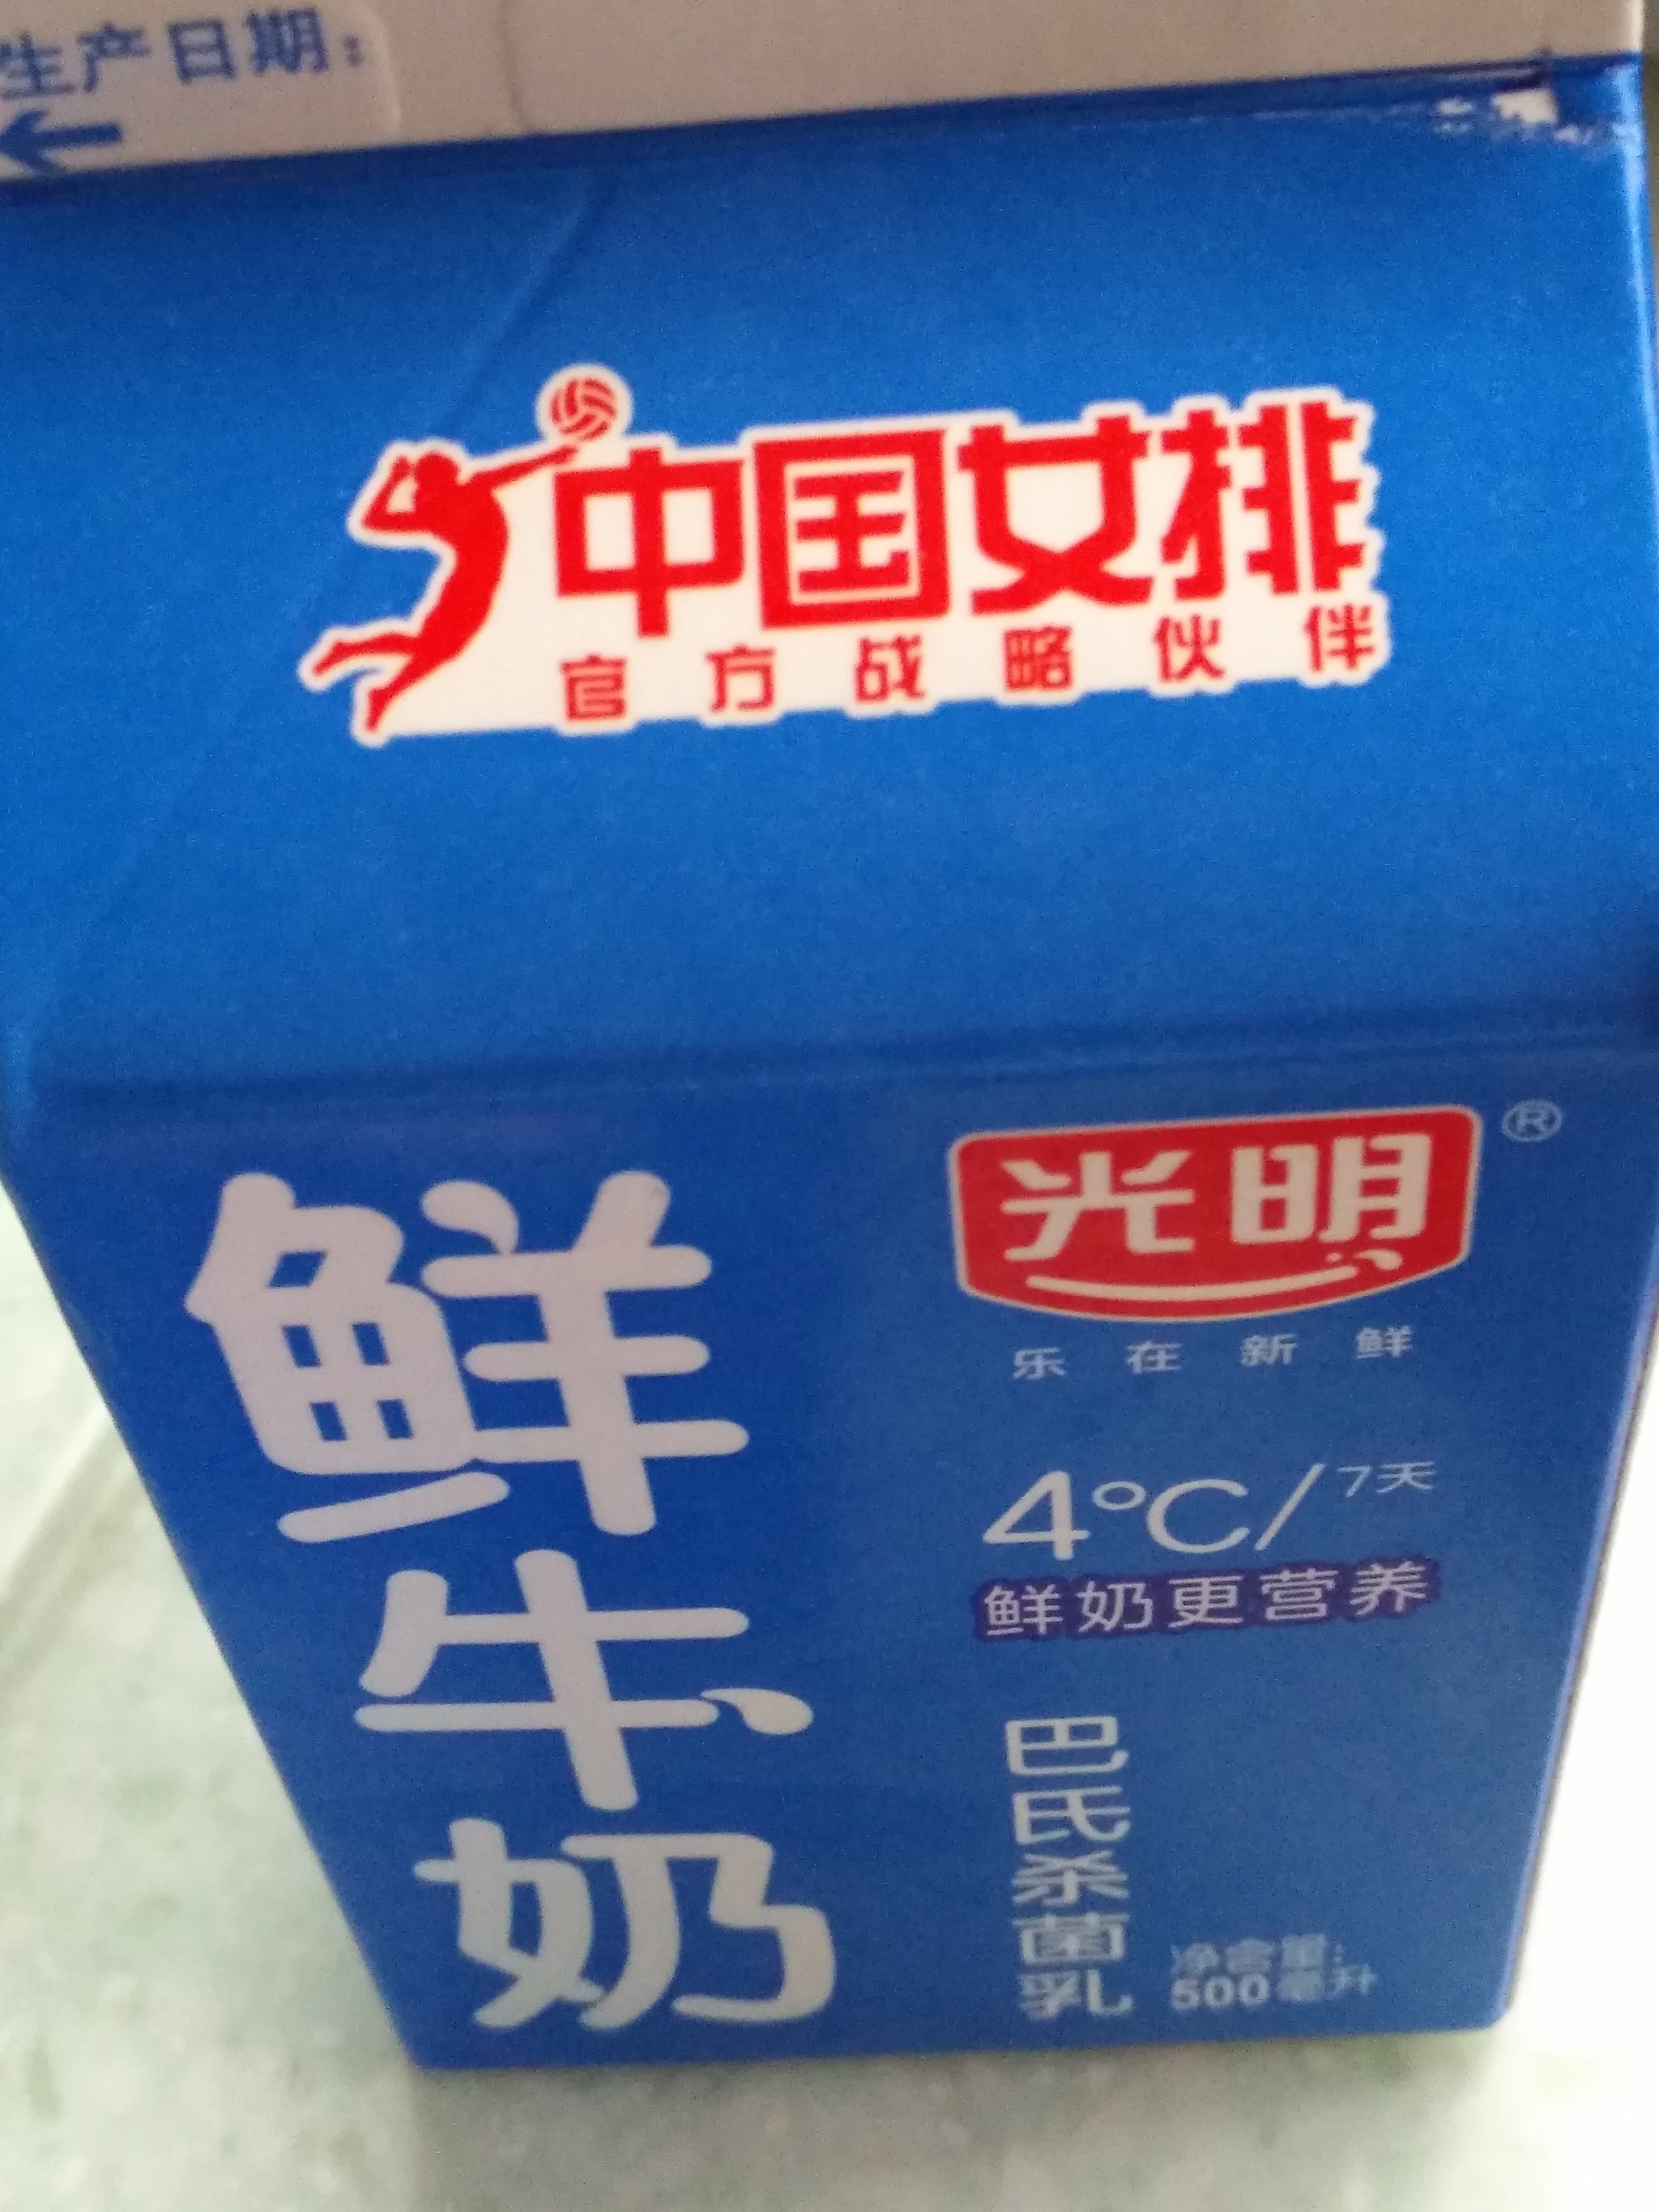 生产日期:
中国女排
官方战略伙伴
光明®
乐在新鲜
鲜牛奶
4°C/7天
鲜奶更营养
巴氏杀菌乳
净含量:
500毫升